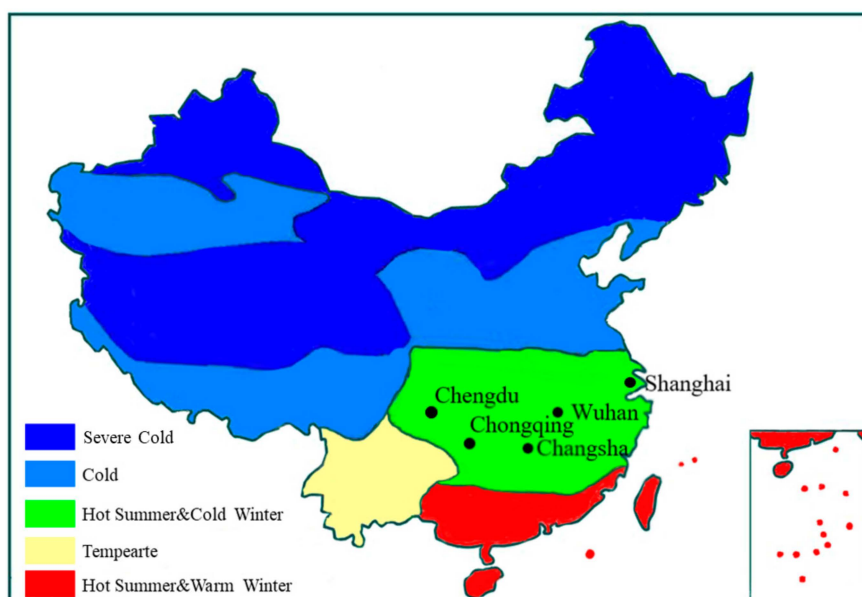 Shanghai
Chengdu
Wuhan
Chongqing
Changsha
Severe Cold
Cold
Hot Summer&Cold Winter
Tempearte
Hot Summer&Warm Winter